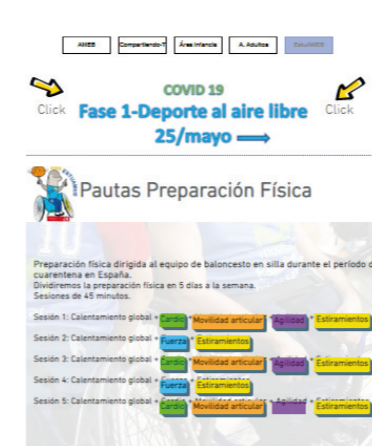 AMEB Compartiendo-T Área Infancia A. Adultos EstuAMEB
COVID 19
Click Fase 1-Deporte al aire libre Click
25/mayo
Pautas Preparación Física
Preparación física dirigida al equipo de baloncesto en silla durante el período d
cuarentena en España.
Dividiremos la preparación física en 5 días a la semana.
Sesiones de 45 minutos.
Sesión 1: Calentamiento global + Cardio + Movilidad articular + Agilidad + Estiramientos
Sesión 2: Calentamiento global + Fuerza + Estiramientos
Sesión 3: Calentamiento global + Cardio + Movilidad articular + Agilidad + Estiramientos
Sesión 4: Calentamiento global + Fuerza Estiramientos
Sesión 5: Calentamiento global + Cardio Movilidad articular + Agilidad + Estiramientos